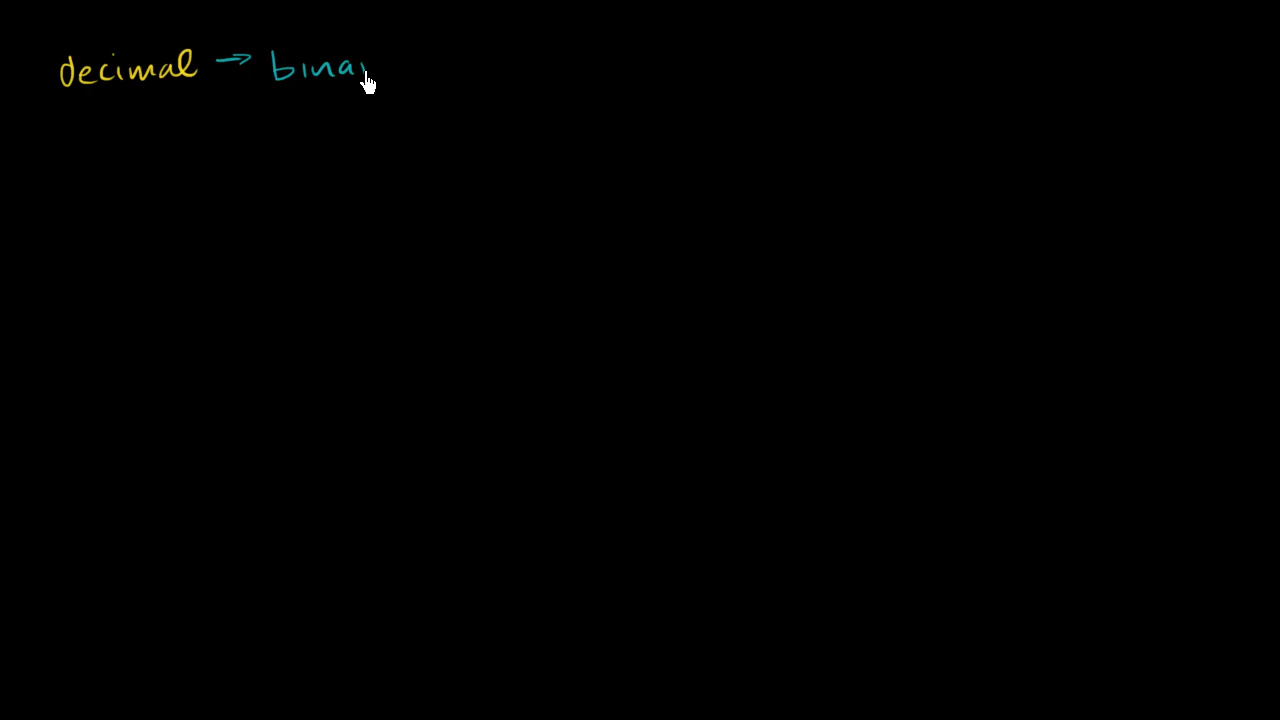 decimal → bina